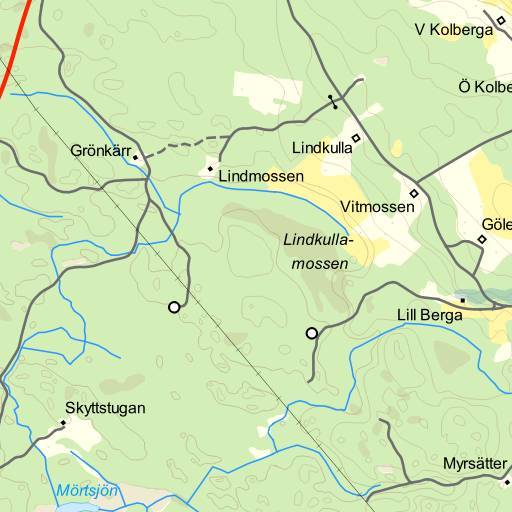 V Kolberga
Ö Kolbe
Grönkärr
Lindkulla
Lindmossen
Vitmossen
Göle
Lindkulla-
mossen
Lill Berga
Skyttstugan
Myrsätter
Mörtsjön